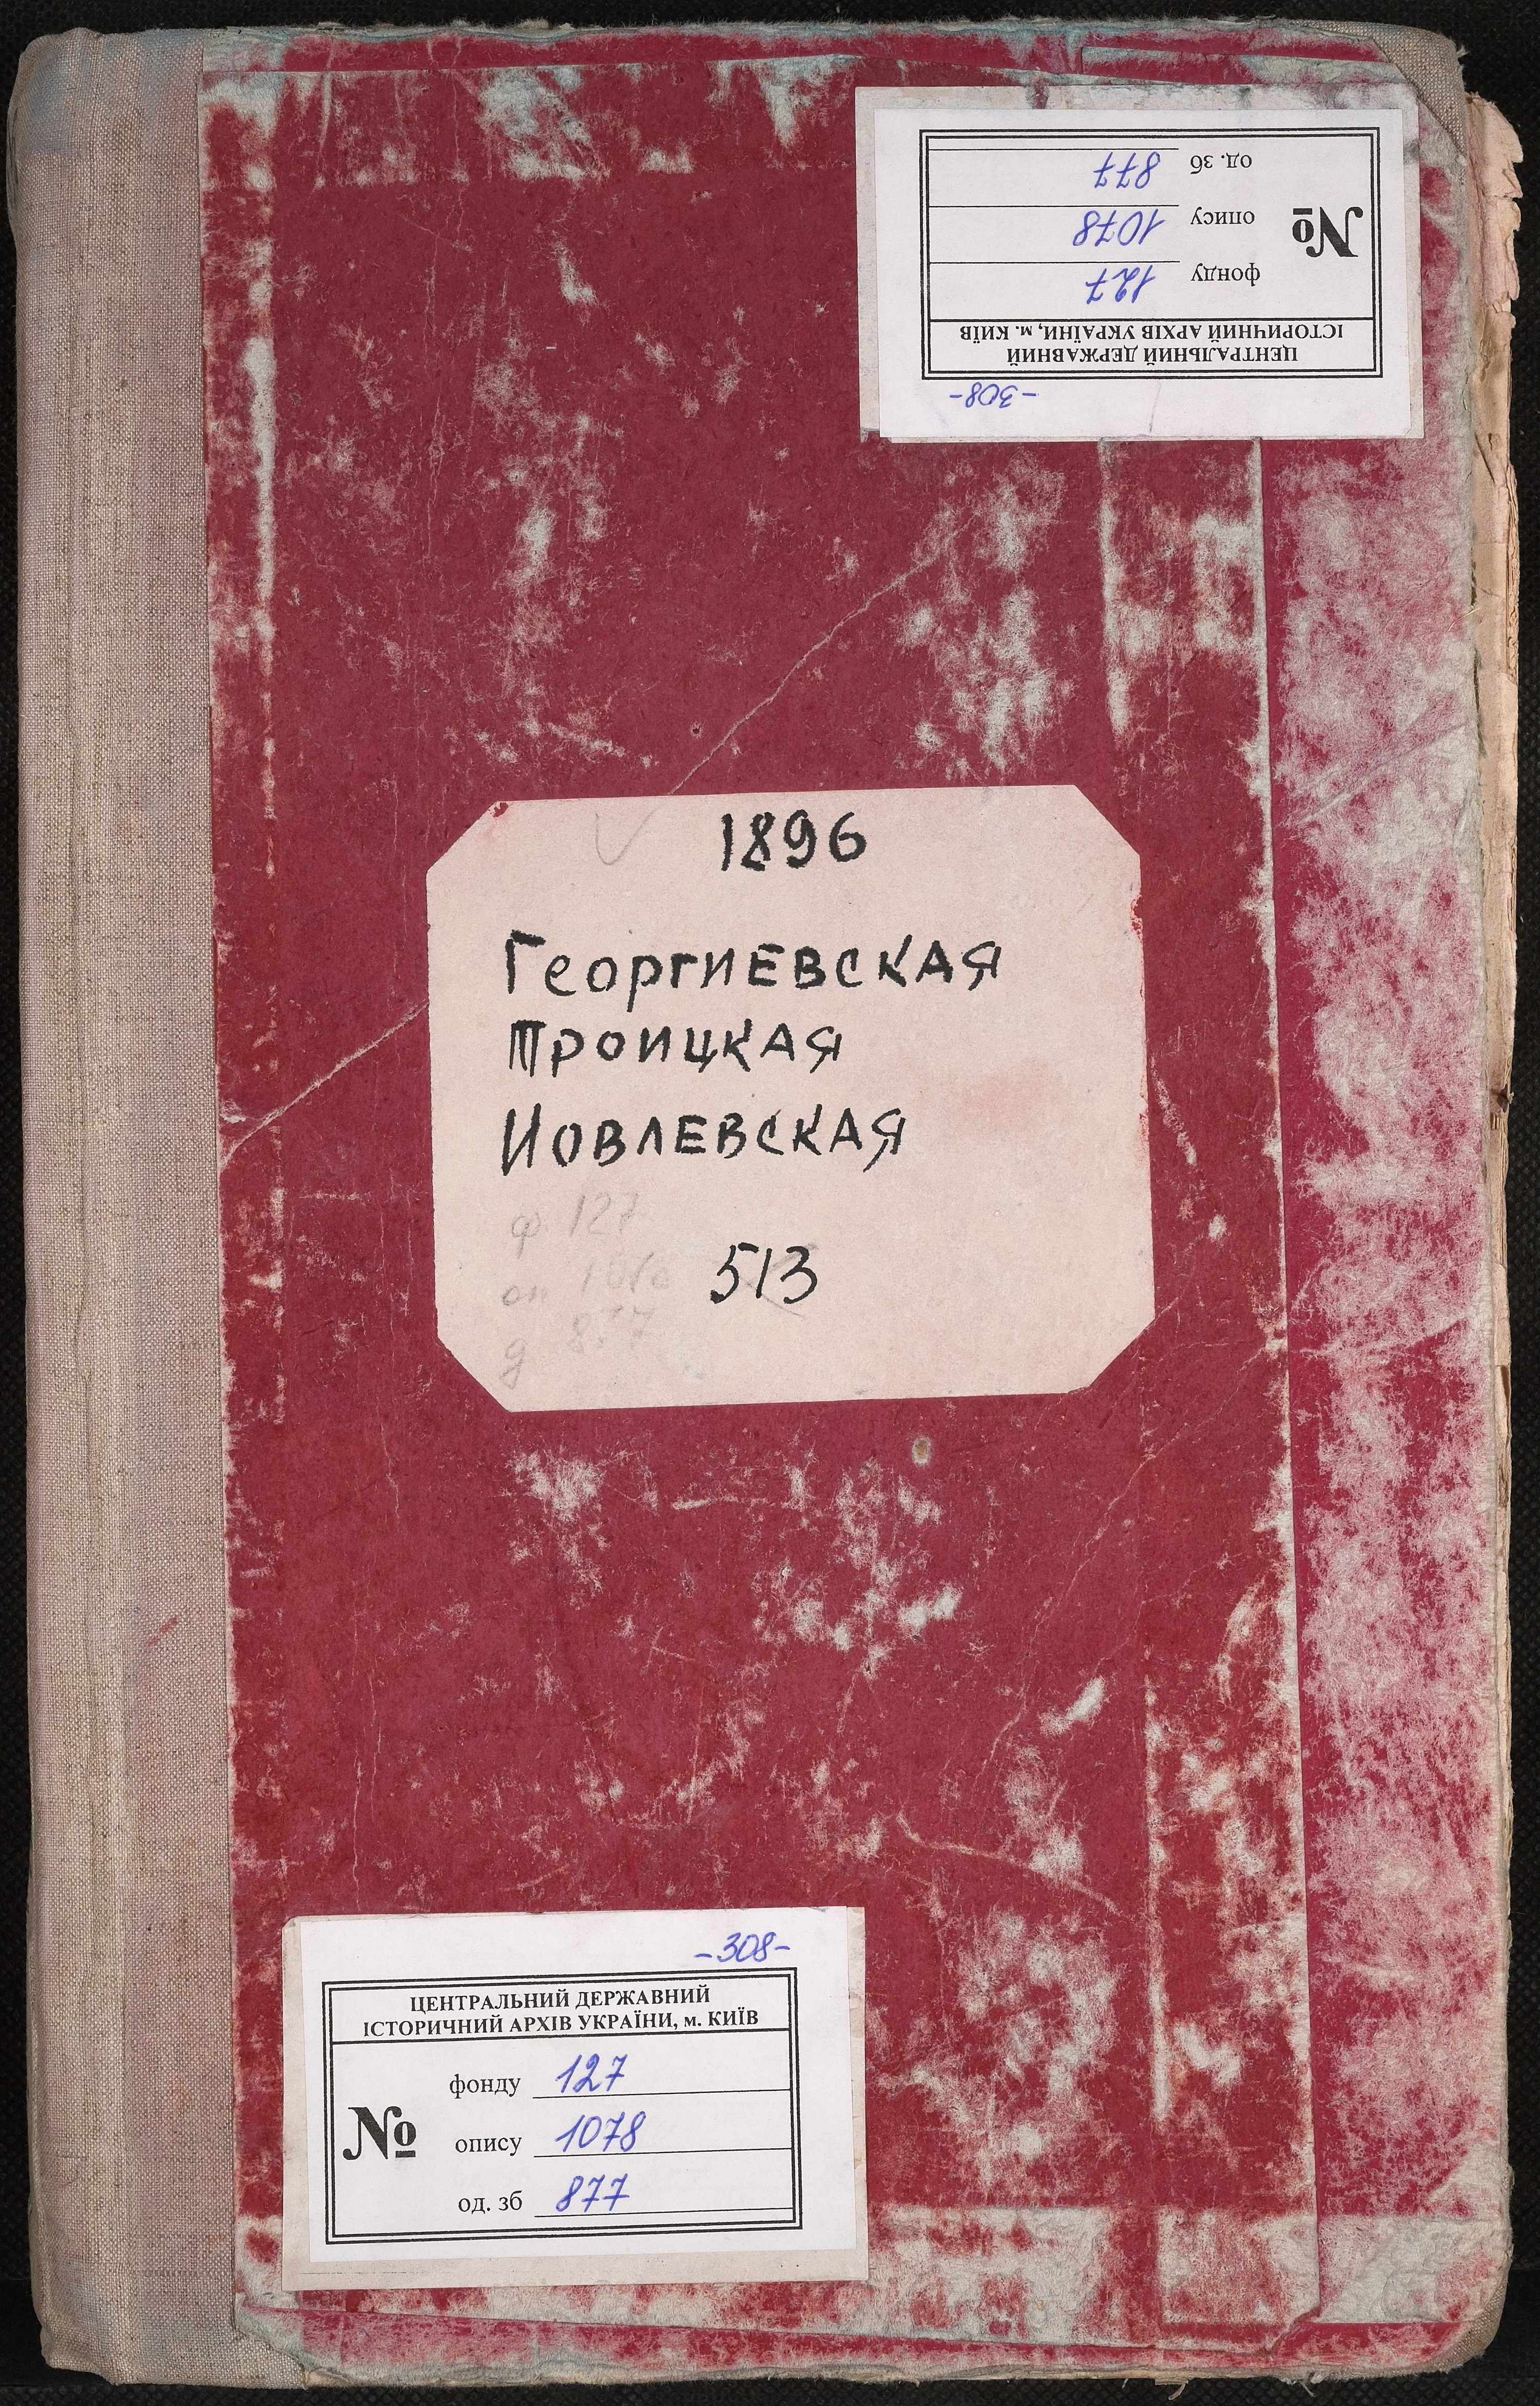 -308-
ЦЕНТРАЛЬНИЙ ДЕРЖАВНИЙ
ІСТОРИЧНИЙ АРХІВ УКРАЇНИ, м. КИЇВ
№
фонду 127
опису 1078
од. зб 877
1896
Георгиевская
Троицкая
Иовлевская
ф 127
513
оп
д
-308-
ЦЕНТРАЛЬНИЙ ДЕРЖАВНИЙ
ІСТОРИЧНИЙ АРХІВ УКРАЇНИ, м. КИЇВ
№
фонду 127
опису 1078
од. зб 877